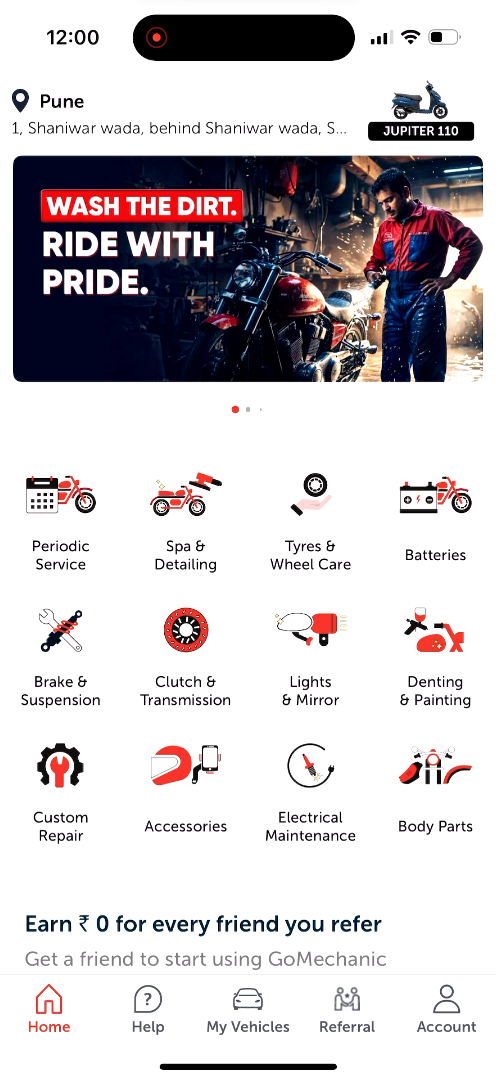 12:00
Pune
1, Shaniwar wada, behind Shaniwar wada, S...
JUPITER 110
WASH THE DIRT.
RIDE WITH
PRIDE.
Periodic
Service
Spa &
Detailing
Tyres &
Wheel Care
Batteries
Brake &
Suspension
Clutch &
Transmission
Lights
& Mirror
Denting
& Painting
Custom
Repair
Accessories
Electrical
Maintenance
Body Parts
Earn ₹ 0 for every friend you refer
Get a friend to start using GoMechanic
Home
Help
My Vehicles
Referral
Account